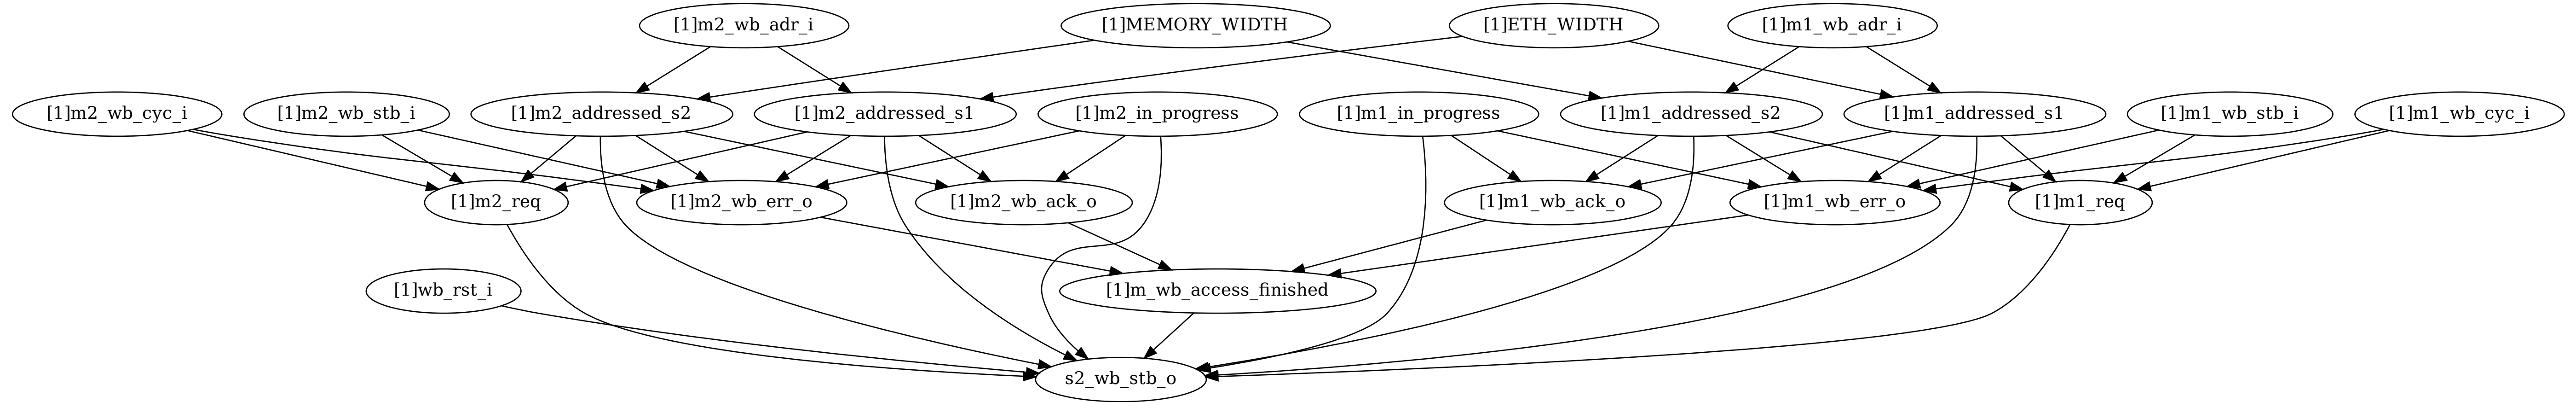 [1]m2_wb_adr_i
[1]MEMORY_WIDTH
[1]ETH_WIDTH
[1]m1_wb_adr_i
[1]m2_wb_cyc_i
[1]m2_wb_stb_i
[1]m2_addressed_s2
[1]m2_addressed_s1
[1]m2_in_progress
[1]m1_in_progress
[1]m1_addressed_s2
[1]m1_addressed_s1
[1]m1_wb_stb_i
[1]m1_wb_cyc_i
[1]m2_req
[1]m2_wb_err_o
[1]m2_wb_ack_o
[1]m1_wb_ack_o
[1]m1_wb_err_o
[1]m1_req
[1]wb_rst_i
[1]m_wb_access_finished
s2_wb_stb_o